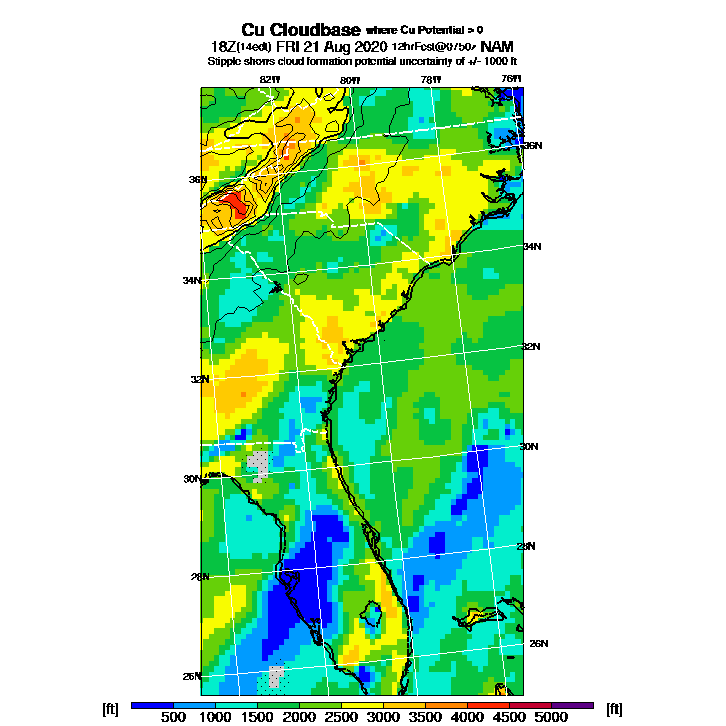 Cu Cloudbase where Cu Potential > 0
18Z(14edt) FRI 21 Aug 2020 12hrFcst@0750z NAM
Stipple shows cloud formation potential uncertainty of +/- 1000 ft
82W 80W 78W 76W
36N 36N
34N 34N
32N 32N
30N 30N
28N 28N
26N 26N
[ft] [ft]
500 1000 1500 2000 2500 3000 3500 4000 4500 5000